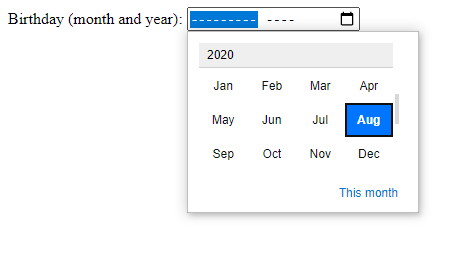 Birthday (month and year): --------- ----
2020
Jan Feb Mar Apr
May Jun Jul Aug
Sep Oct Nov Dec
This month